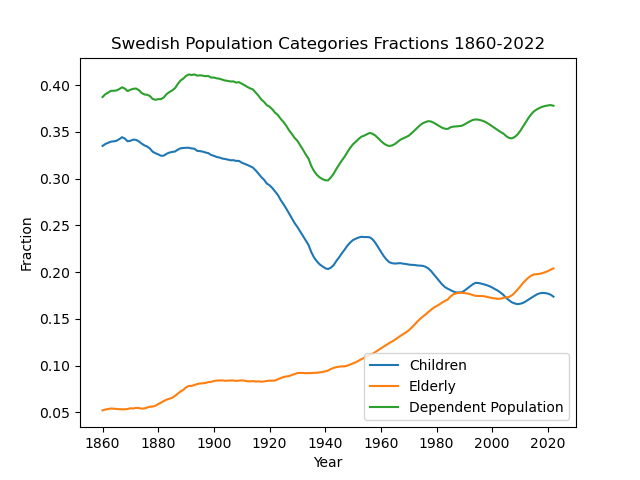 Swedish Population Categories Fractions 1860-2022
0.40
0.35
0.30
0.25
0.20
0.15
0.10
0.05
Fraction
Children
Elderly
Dependent Population
1860 1880 1900 1920 1940 1960 1980 2000 2020
Year